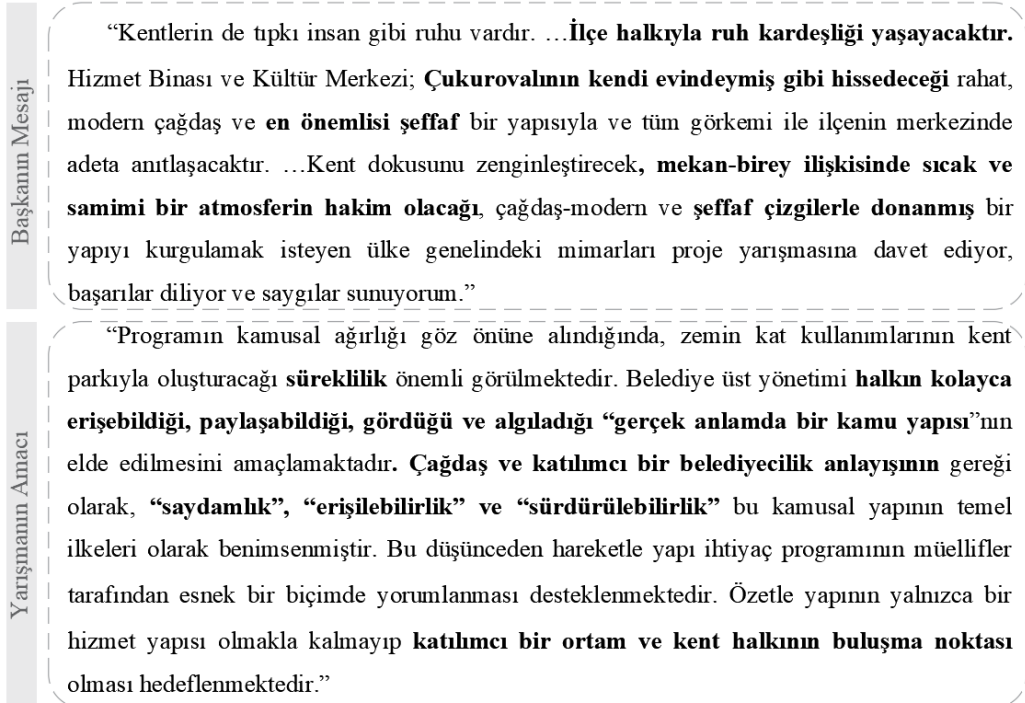 Başkanın Mesajı
“Kentlerin de tıpkı insan gibi ruhu vardır. …İlçe halkıyla ruh kardeşliği yaşayacaktır.
Hizmet Binası ve Kültür Merkezi; Çukurovalının kendi evindeymiş gibi hissedeceği rahat,
modern çağdaş ve en önemlisi şeffaf bir yapısıyla ve tüm görkemi ile ilçenin merkezinde
adeta anıtlaşacaktır. …Kent dokusunu zenginleştirecek, mekan-birey ilişkisinde sıcak ve
samimi bir atmosferin hakim olacağı, çağdaş-modern ve şeffaf çizgilerle donanmış bir
yapıyı kurgulamak isteyen ülke genelindeki mimarları proje yarışmasına davet ediyor,
başarılar diliyor ve saygılar sunuyorum.”
Yarışmanın Amacı
“Programın kamusal ağırlığı göz önüne alındığında, zemin kat kullanımlarının kent
parkıyla oluşturacağı süreklilik önemli görülmektedir. Belediye üst yönetimi halkın kolayca
erişebildiği, paylaşabildiği, gördüğü ve algıladığı “gerçek anlamda bir kamu yapısı”nın
elde edilmesini amaçlamaktadır. Çağdaş ve katılımcı bir belediyecilik anlayışının gereği
olarak, “saydamlık”, “erişilebilirlik” ve “sürdürülebilirlik” bu kamusal yapının temel
ilkeleri olarak benimsenmiştir. Bu düşünceden hareketle yapı ihtiyaç programının müellifler
tarafından esnek bir biçimde yorumlanması desteklenmektedir. Özetle yapının yalnızca bir
hizmet yapısı olmakla kalmayıp katılımcı bir ortam ve kent halkının buluşma noktası
olması hedeflenmektedir.”